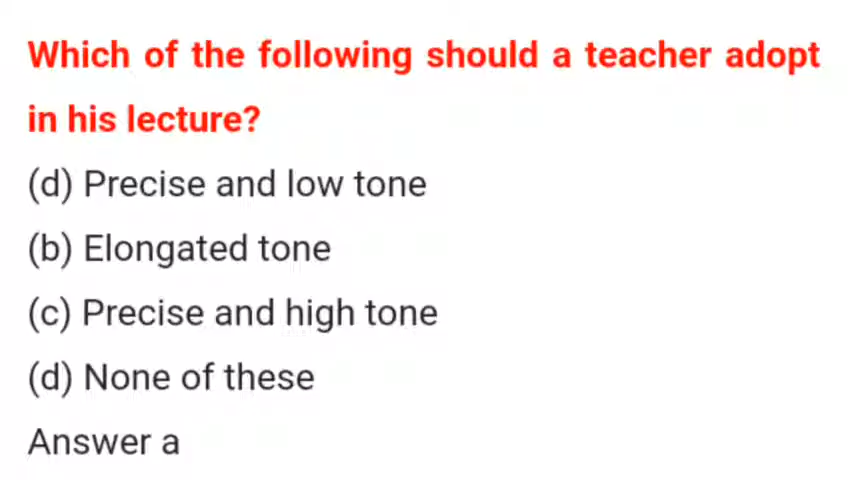 Which of the following should a teacher adopt
in his lecture?
(d) Precise and low tone
(b) Elongated tone
(c) Precise and high tone
(d) None of these
Answer a